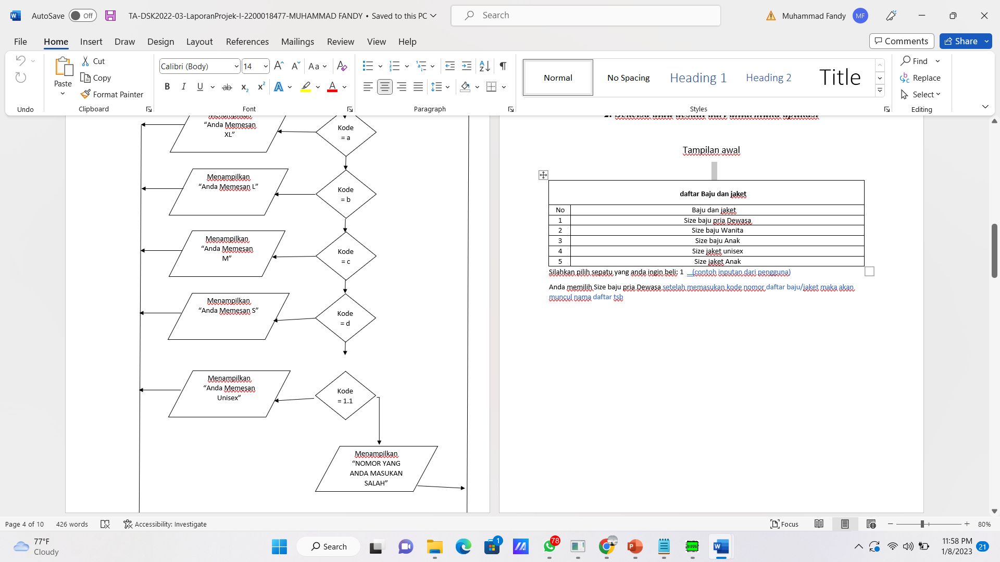 AutoSave Off TA-DSK2022-03-LaporanProjek-I-2200018477-MUHAMMAD FANDY • Saved to this PC Search Muhammad Fandy MF
File Home Insert Draw Design Layout References Mailings Review View Help Comments Share
Paste
Cut
Copy
Format Painter
Calibri (Body) 14
Normal No Spacing Heading 1 Heading 2 Title
Find
Replace
Select
Undo Clipboard Font Paragraph Styles Editing
Menampilkan
“Anda Memesan
XL”
Kode
= a
Menampilkan
“Anda Memesan L”
Kode
= b
Menampilkan
“Anda Memesan
M”
Kode
= c
Menampilkan
“Anda Memesan S”
Kode
= d
Menampilkan
“Anda Memesan
Unisex”
Kode
= 1.1
Menampilkan
“NOMOR YANG
ANDA MASUKAN
SALAH”
Tampilan awal
daftar Baju dan jaket
No Baju dan jaket
1 Size baju pria Dewasa
2 Size baju Wanita
3 Size baju Anak
4 Size jaket unisex
5 Size jaket Anak
Silahkan pilih sepatu yang anda ingin beli; 1 (contoh inputan dari pengguna)
Anda memilih Size baju pria Dewasa setelah memasukan kode nomor daftar baju/jaket maka akan
muncul nama daftar tsb
Page 4 of 10 426 words Accessibility: Investigate Focus 80%
77°F
Cloudy
Search
1
78
11:58 PM
1/8/2023
21